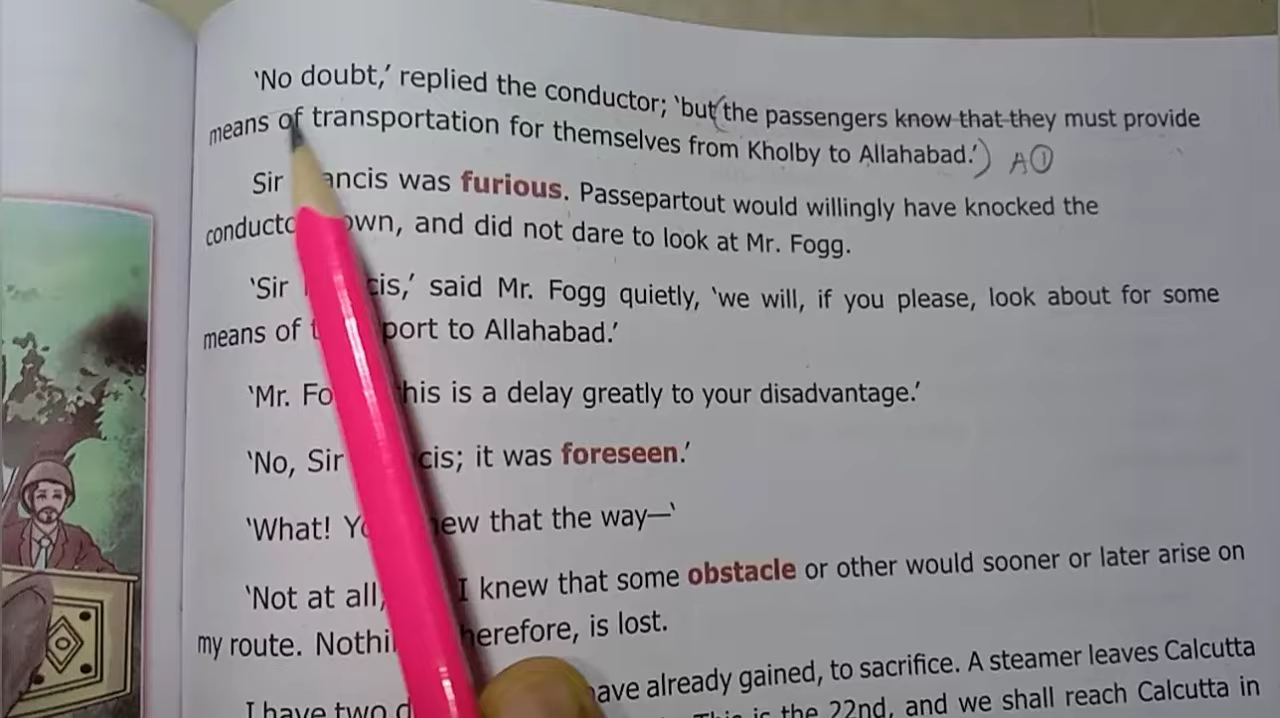 'No doubt,' replied the conductor; 'but (the passengers know that they must provide
means of transportation for themselves from Kholby to Allahabad.') A①
Sir ancis was furious. Passepartout would willingly have knocked the
conducto own, and did not dare to look at Mr. Fogg.
'Sir cis,' said Mr. Fogg quietly, 'we will, if you please, look about for some
means of t port to Allahabad.'
'Mr. Fo his is a delay greatly to your disadvantage.'
'No, Sir cis; it was foreseen.'
'What! Yo ew that the way—'
'Not at all, I knew that some obstacle or other would sooner or later arise on
my route. Nothi herefore, is lost.
I have two d ave already gained, to sacrifice. A steamer leaves Calcutta
This is the 22nd, and we shall reach Calcutta in